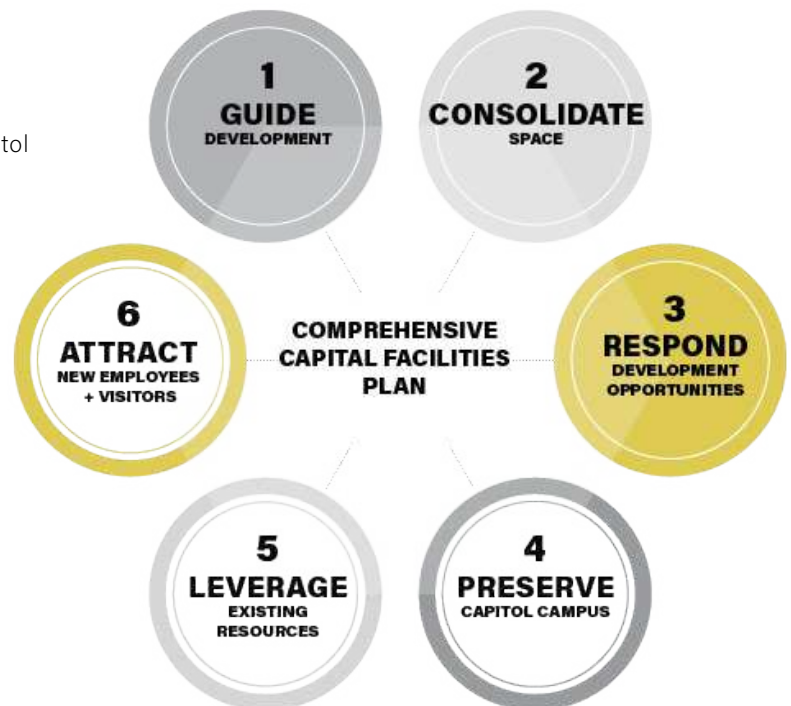 1
GUIDE
DEVELOPMENT
2
CONSOLIDATE
SPACE
tol
3
RESPOND
DEVELOPMENT
OPPORTUNITIES
COMPREHENSIVE
CAPITAL FACILITIES
PLAN
6
ATTRACT
NEW EMPLOYEES
+ VISITORS
5
LEVERAGE
EXISTING
RESOURCES
4
PRESERVE
CAPITOL CAMPUS